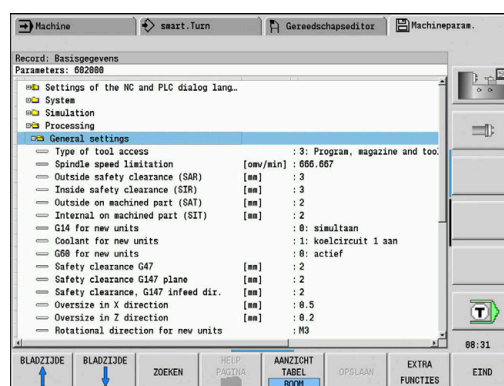 Machine
smart.Turn
Gereedschapseditor
Machineparam.
Record: Basisgegevens
Parameters: 602000
Settings of the NC and PLC dialog lang…
System
Simulation
Processing
General settings
Type of tool access : 3: Program, magazine and tool
Spindle speed limitation [omw/min] : 666.667
Outside safety clearance (SAR) [mm] : 3
Inside safety clearance (SIR) [mm] : 3
Outside on machined part (SAT) [mm] : 2
Internal on machined part (SIT) [mm] : 2
G14 for new units : 0: simultaan
Coolant for new units : 1: koelcircuit 1 aan
G60 for new units : 0: actief
Safety clearance G47 [mm] : 2
Safety clearance G147 plane [mm] : 2
Safety clearance, G147 infeed dir. [mm] : 2
Oversize in X direction [mm] : 0.5
Oversize in Z direction [mm] : 0.2
Rotational direction for new units : M3
T
08:31
BLADZIJDE
BLADZIJDE
ZOEKEN
HELP PAGINA
AANZICHT TABEL BOOM
OPSLAAN
EXTRA FUNCTIES
EIND